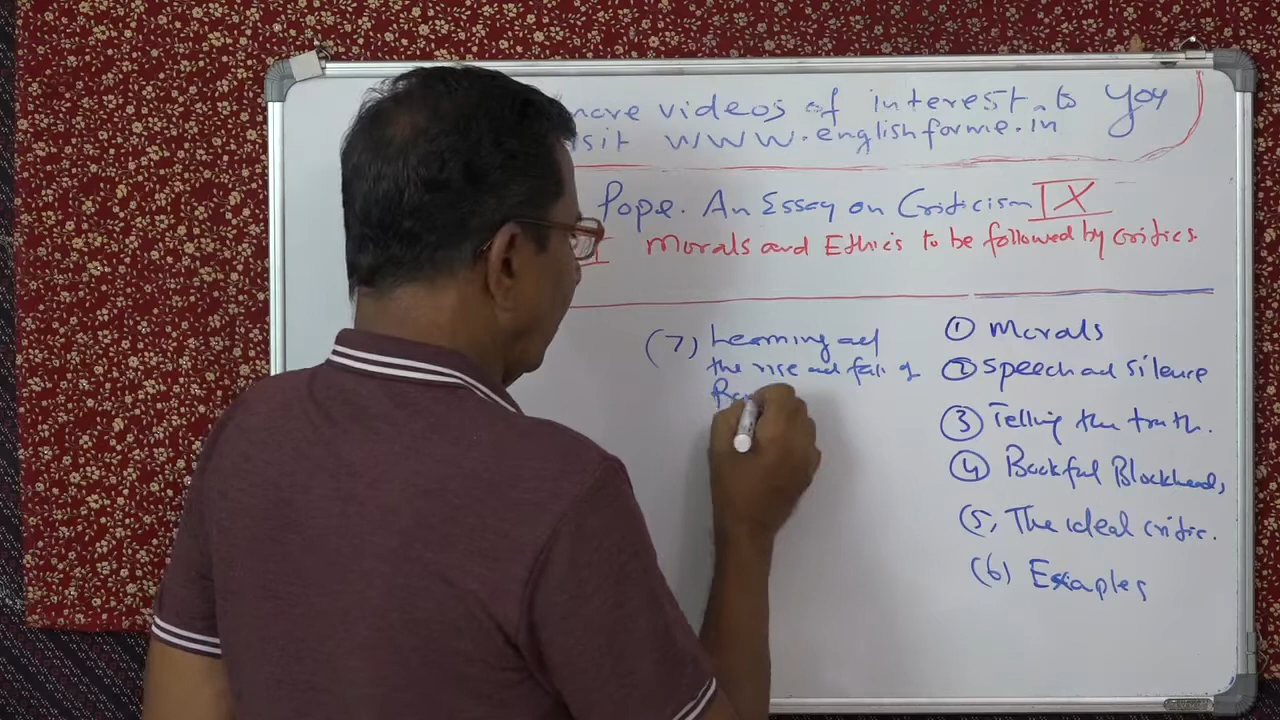 more videos of interest to you
visit www.englishforme.in
Pope. An Essay on Criticism IX
I Morals and Ethics to be followed by critics.
(7) Learning and
the rise and fall of
① Morals
② Speech and Silence
③ Telling the truth.
④ Bookful Blockheads
(5) The ideal critic.
(6) Examples